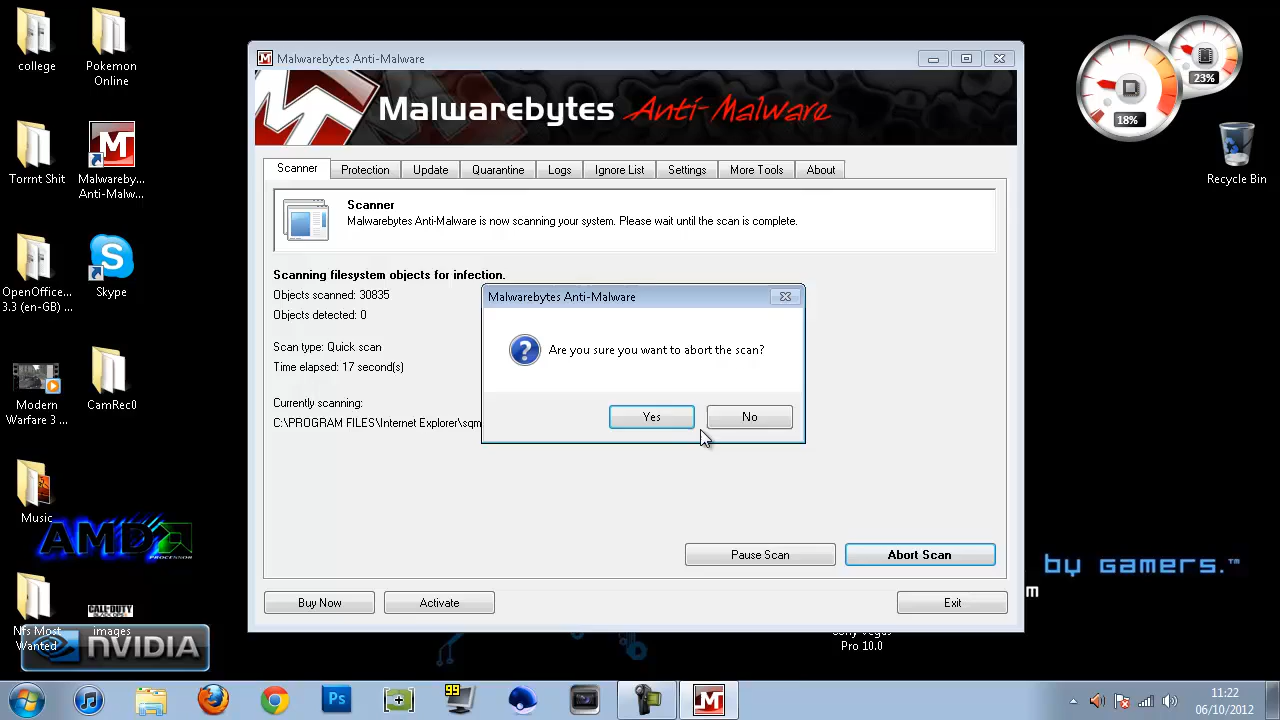 college
Pokemon
Online
Torrnt Shit
Malwareby...
Anti-Malw...
OpenOffice...
3.3 (en-GB) ...
Skype
Modern
Warfare 3 ...
CamRec0
Music
AMD
PROCESSOR
Nfs Most
Wanted
images
NVIDIA
Malwarebytes Anti-Malware
Malwarebytes Anti-Malware
Scanner
Protection
Update
Quarantine
Logs
Ignore List
Settings
More Tools
About
Scanner
Malwarebytes Anti-Malware is now scanning your system. Please wait until the scan is complete.
Scanning filesystem objects for infection.
Objects scanned: 30835
Objects detected: 0
Scan type: Quick scan
Time elapsed: 17 second(s)
Currently scanning:
C:\PROGRAM FILES\Internet Explorer\sqm
Malwarebytes Anti-Malware
Are you sure you want to abort the scan?
Yes
No
Pause Scan
Abort Scan
Buy Now
Activate
Exit
23%
18%
Recycle Bin
by gamers.™
m
Sony Vegas
Pro 10.0
99
Ps
11:22
06/10/2012